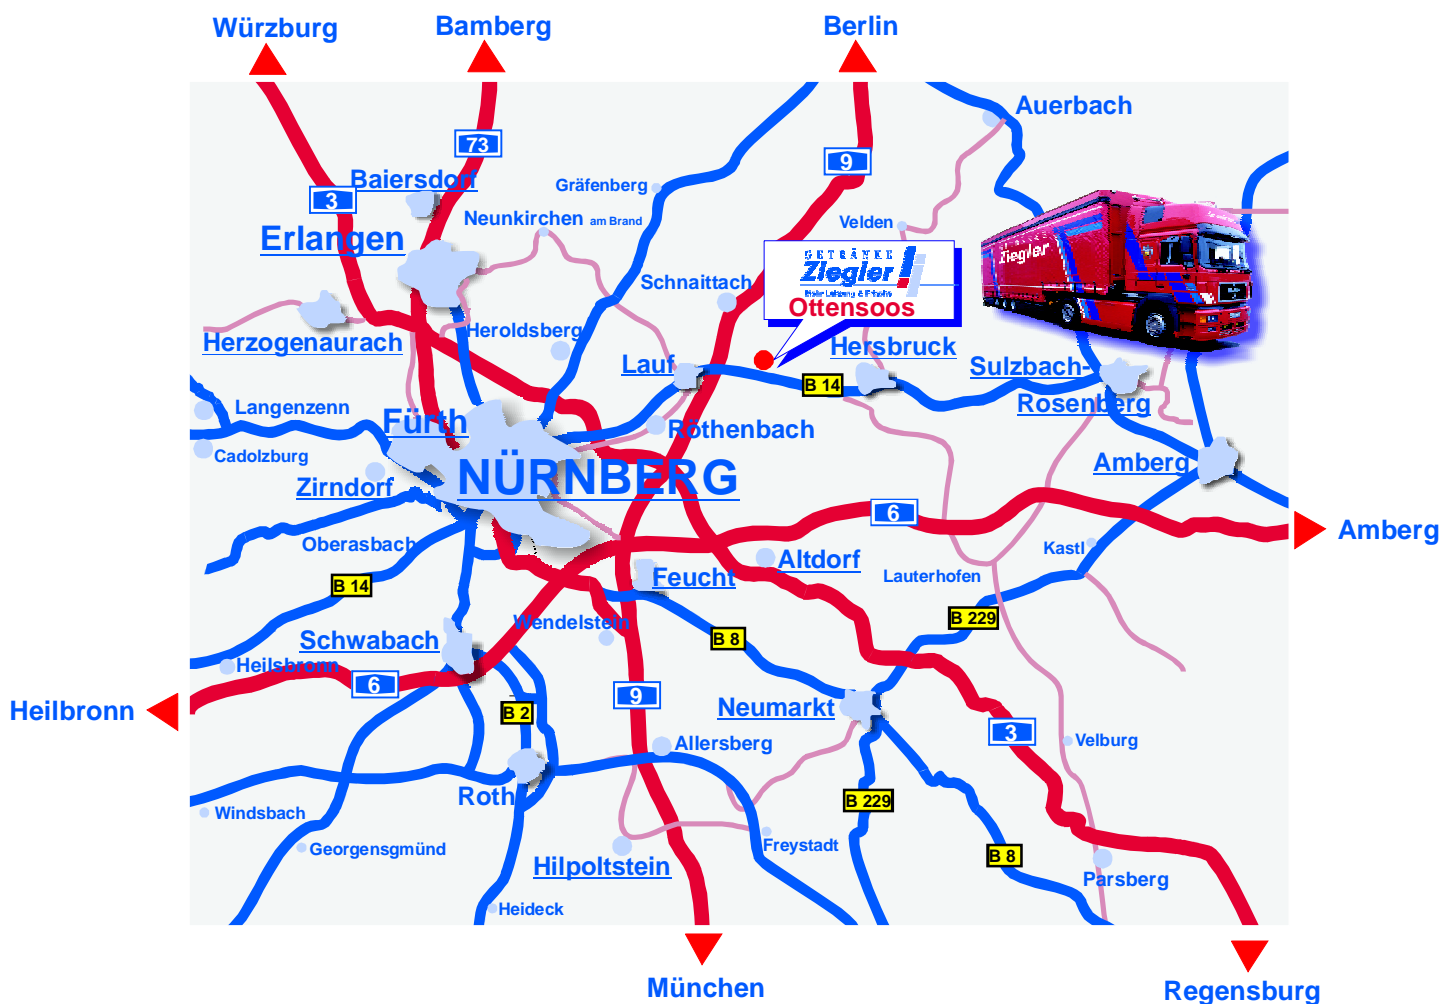 Würzburg
Bamberg
Berlin
Auerbach
73
9
Baiersdorf
3
Gräfenberg
Neunkirchen am Brand
Velden
Erlangen
GETRÄNKE
Ziegler
Ziegler
Schnaittach
Ottensoos
Heroldsberg
Herzogenaurach
Hersbruck
Lauf
Sulzbach-
B 14
Rosenberg
Langenzenn
Fürth
Röthenbach
Cadolzburg
Amberg
Zirndorf
NÜRNBERG
6
Amberg
Oberasbach
Kastl
Altdorf
Feucht
Lauterhofen
B 14
B 229
Wendelstein
B 8
Schwabach
Heilsbronn
6
9
Heilbronn
B 2
Neumarkt
3
Allersberg
Velburg
Roth
B 229
Windsbach
Georgensgmünd
Freystadt
B 8
Hilpoltstein
Parsberg
Heideck
München
Regensburg